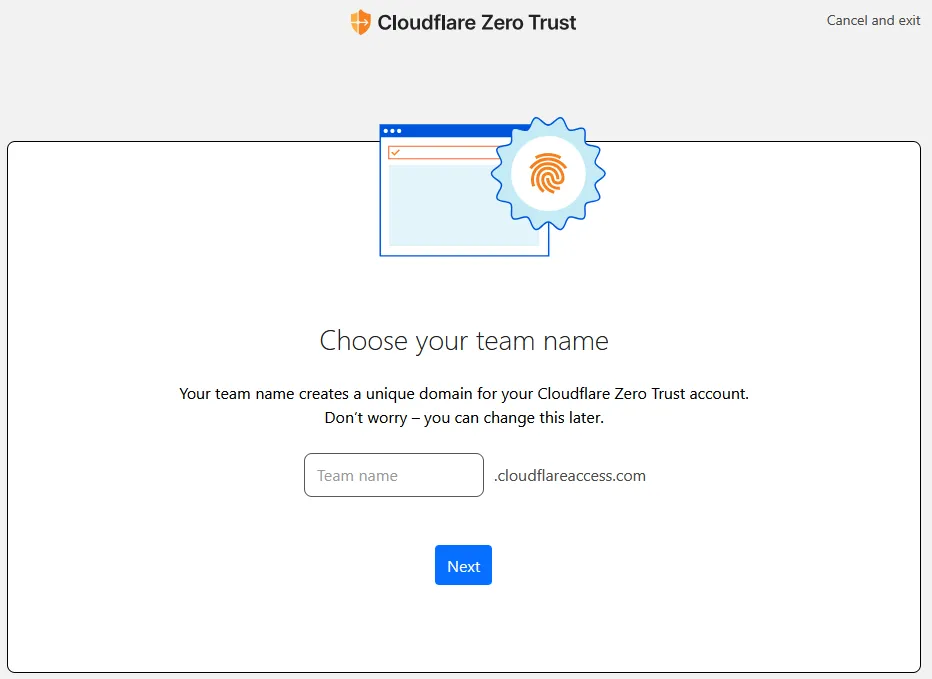 Cloudflare Zero Trust
Cancel and exit
Choose your team name
Your team name creates a unique domain for your Cloudflare Zero Trust account.
Don’t worry – you can change this later.
Team name .cloudflareaccess.com
Next